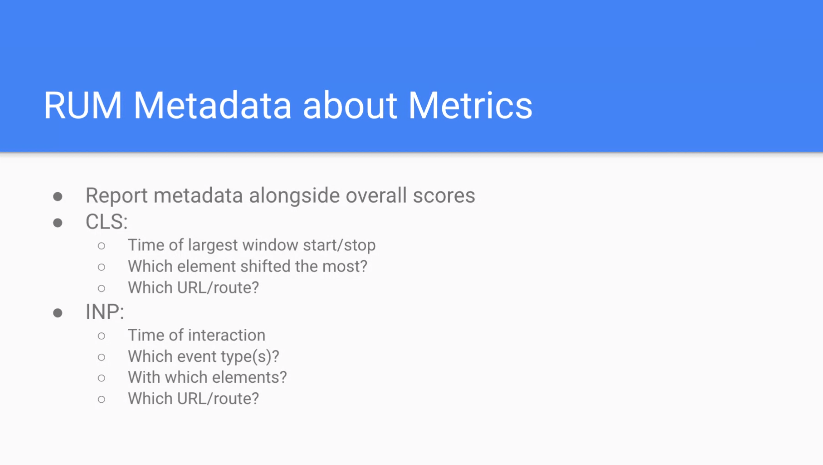 RUM Metadata about Metrics
● Report metadata alongside overall scores
● CLS:
○ Time of largest window start/stop
○ Which element shifted the most?
○ Which URL/route?
● INP:
○ Time of interaction
○ Which event type(s)?
○ With which elements?
○ Which URL/route?